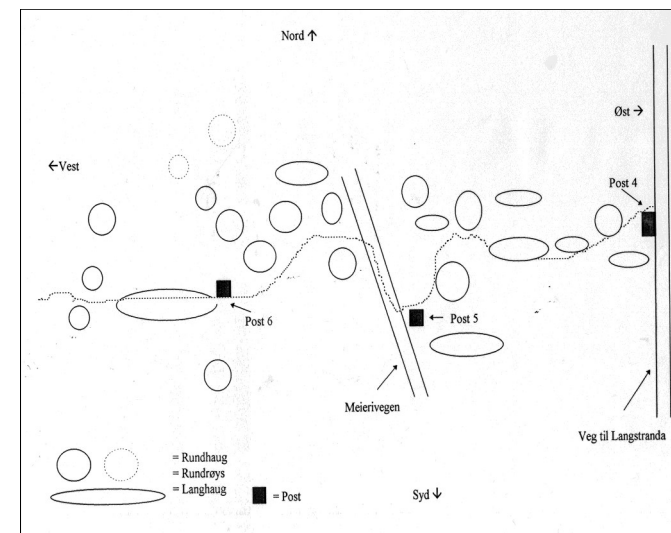 Nord ↑
Øst →
←Vest
Post 4
Post 6
← Post 5
Meierivegen
Veg til Langstranda
= Rundhaug
= Rundrøys
= Langhaug
= Post
Syd ↓